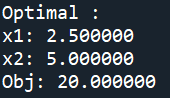 Optimal :
x1: 2.500000
x2: 5.000000
Obj: 20.000000